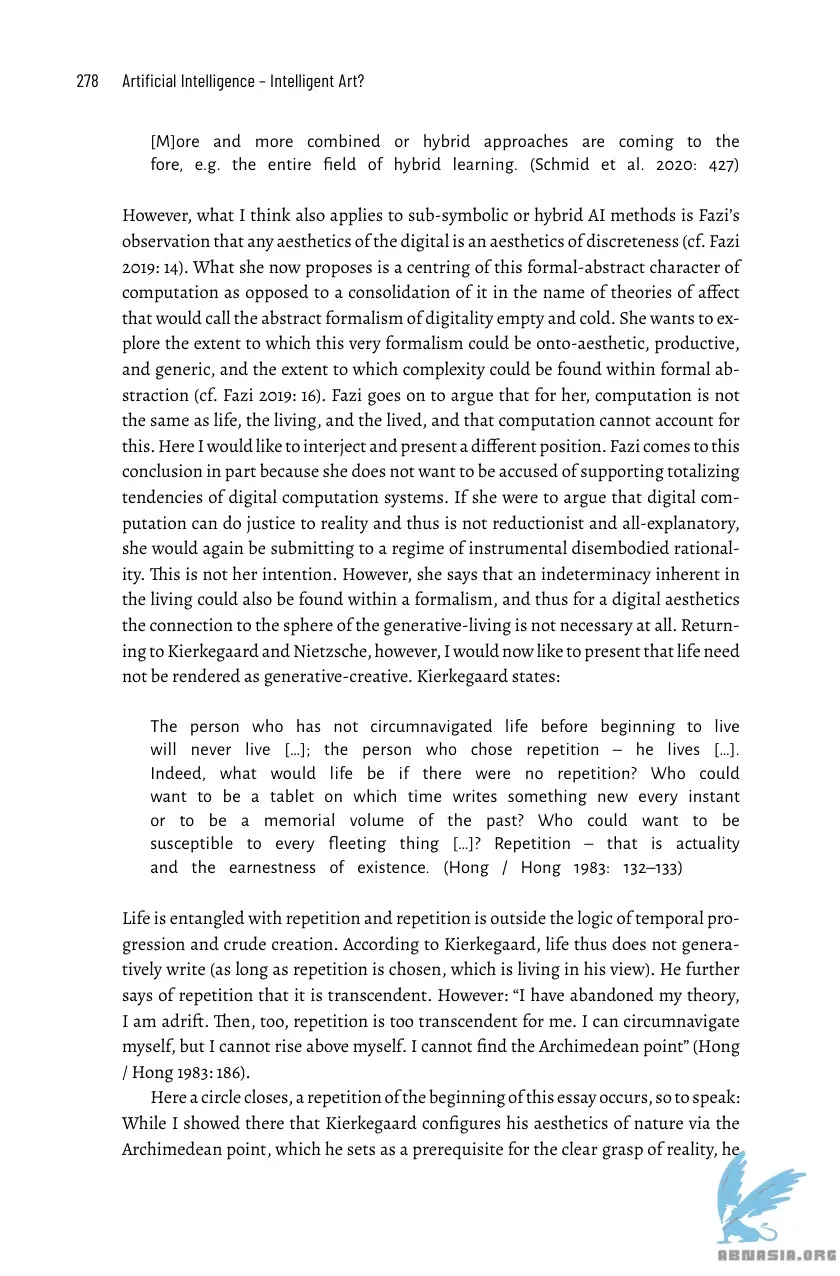 278 Artificial Intelligence – Intelligent Art?
[M]ore and more combined or hybrid approaches are coming to the
fore, e.g. the entire field of hybrid learning. (Schmid et al. 2020: 427)
However, what I think also applies to sub-symbolic or hybrid AI methods is Fazi’s
observation that any aesthetics of the digital is an aesthetics of discreteness (cf. Fazi
2019: 14). What she now proposes is a centring of this formal-abstract character of
computation as opposed to a consolidation of it in the name of theories of affect
that would call the abstract formalism of digitality empty and cold. She wants to ex-
plore the extent to which this very formalism could be onto-aesthetic, productive,
and generic, and the extent to which complexity could be found within formal ab-
straction (cf. Fazi 2019: 16). Fazi goes on to argue that for her, computation is not
the same as life, the living, and the lived, and that computation cannot account for
this. Here I would like to interject and present a different position. Fazi comes to this
conclusion in part because she does not want to be accused of supporting totalizing
tendencies of digital computation systems. If she were to argue that digital com-
putation can do justice to reality and thus is not reductionist and all-explanatory,
she would again be submitting to a regime of instrumental disembodied rational-
ity. This is not her intention. However, she says that an indeterminacy inherent in
the living could also be found within a formalism, and thus for a digital aesthetics
the connection to the sphere of the generative-living is not necessary at all. Return-
ing to Kierkegaard and Nietzsche, however, I would now like to present that life need
not be rendered as generative-creative. Kierkegaard states:
The person who has not circumnavigated life before beginning to live
will never live […]; the person who chose repetition – he lives […].
Indeed, what would life be if there were no repetition? Who could
want to be a tablet on which time writes something new every instant
or to be a memorial volume of the past? Who could want to be
susceptible to every fleeting thing […]? Repetition – that is actuality
and the earnestness of existence. (Hong / Hong 1983: 132–133)
Life is entangled with repetition and repetition is outside the logic of temporal pro-
gression and crude creation. According to Kierkegaard, life thus does not genera-
tively write (as long as repetition is chosen, which is living in his view). He further
says of repetition that it is transcendent. However: “I have abandoned my theory,
I am adrift. Then, too, repetition is too transcendent for me. I can circumnavigate
myself, but I cannot rise above myself. I cannot find the Archimedean point” (Hong
/ Hong 1983: 186).
Here a circle closes, a repetition of the beginning of this essay occurs, so to speak:
While I showed there that Kierkegaard configures his aesthetics of nature via the
Archimedean point, which he sets as a prerequisite for the clear grasp of reality, he
ABNASIA.ORG